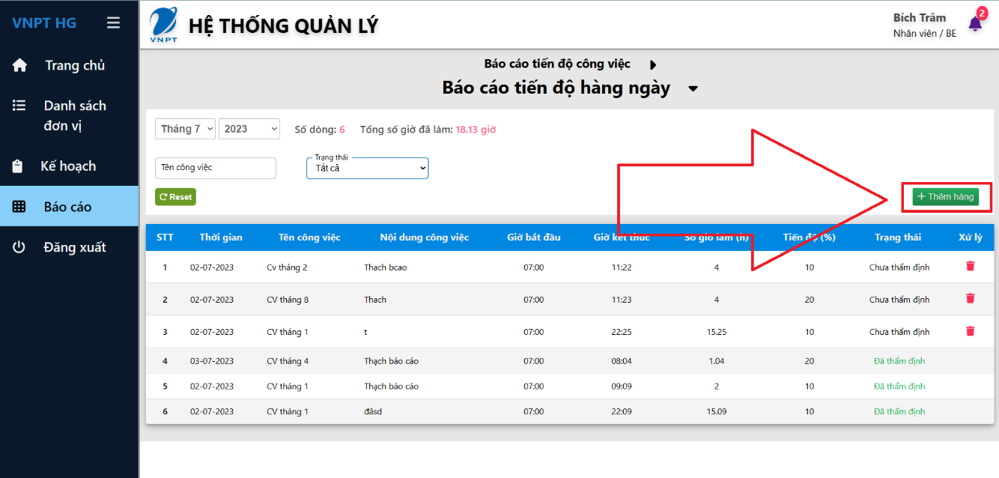 VNPT HG
Trang chủ
Danh sách
đơn vị
Kế hoạch
Báo cáo
Đăng xuất
VNPT
HỆ THỐNG QUẢN LÝ
Bích Trâm
Nhân viên / BE
2
Báo cáo tiến độ công việc
Báo cáo tiến độ hàng ngày
Tháng 7 2023 Số dòng: 6 Tổng số giờ đã làm: 18.13 giờ
Trạng thái
Tên công việc Tất cả
Reset + Thêm hàng
STT Thời gian Tên công việc Nội dung công việc Giờ bắt đầu Giờ kết thúc Số giờ làm (h) Tiến độ (%) Trạng thái Xử lý
1 02-07-2023 Cv tháng 2 Thach bcao 07:00 11:22 4 10 Chưa thẩm định
2 02-07-2023 CV tháng 8 Thach 07:00 11:23 4 20 Chưa thẩm định
3 02-07-2023 CV tháng 1 t 07:00 22:25 15.25 10 Chưa thẩm định
4 03-07-2023 CV tháng 4 Thạch báo cáo 07:00 08:04 1.04 20 Đã thẩm định
5 02-07-2023 CV tháng 1 Thạch báo cáo 07:00 09:09 2 10 Đã thẩm định
6 02-07-2023 CV tháng 1 đâsd 07:00 22:09 15.09 10 Đã thẩm định